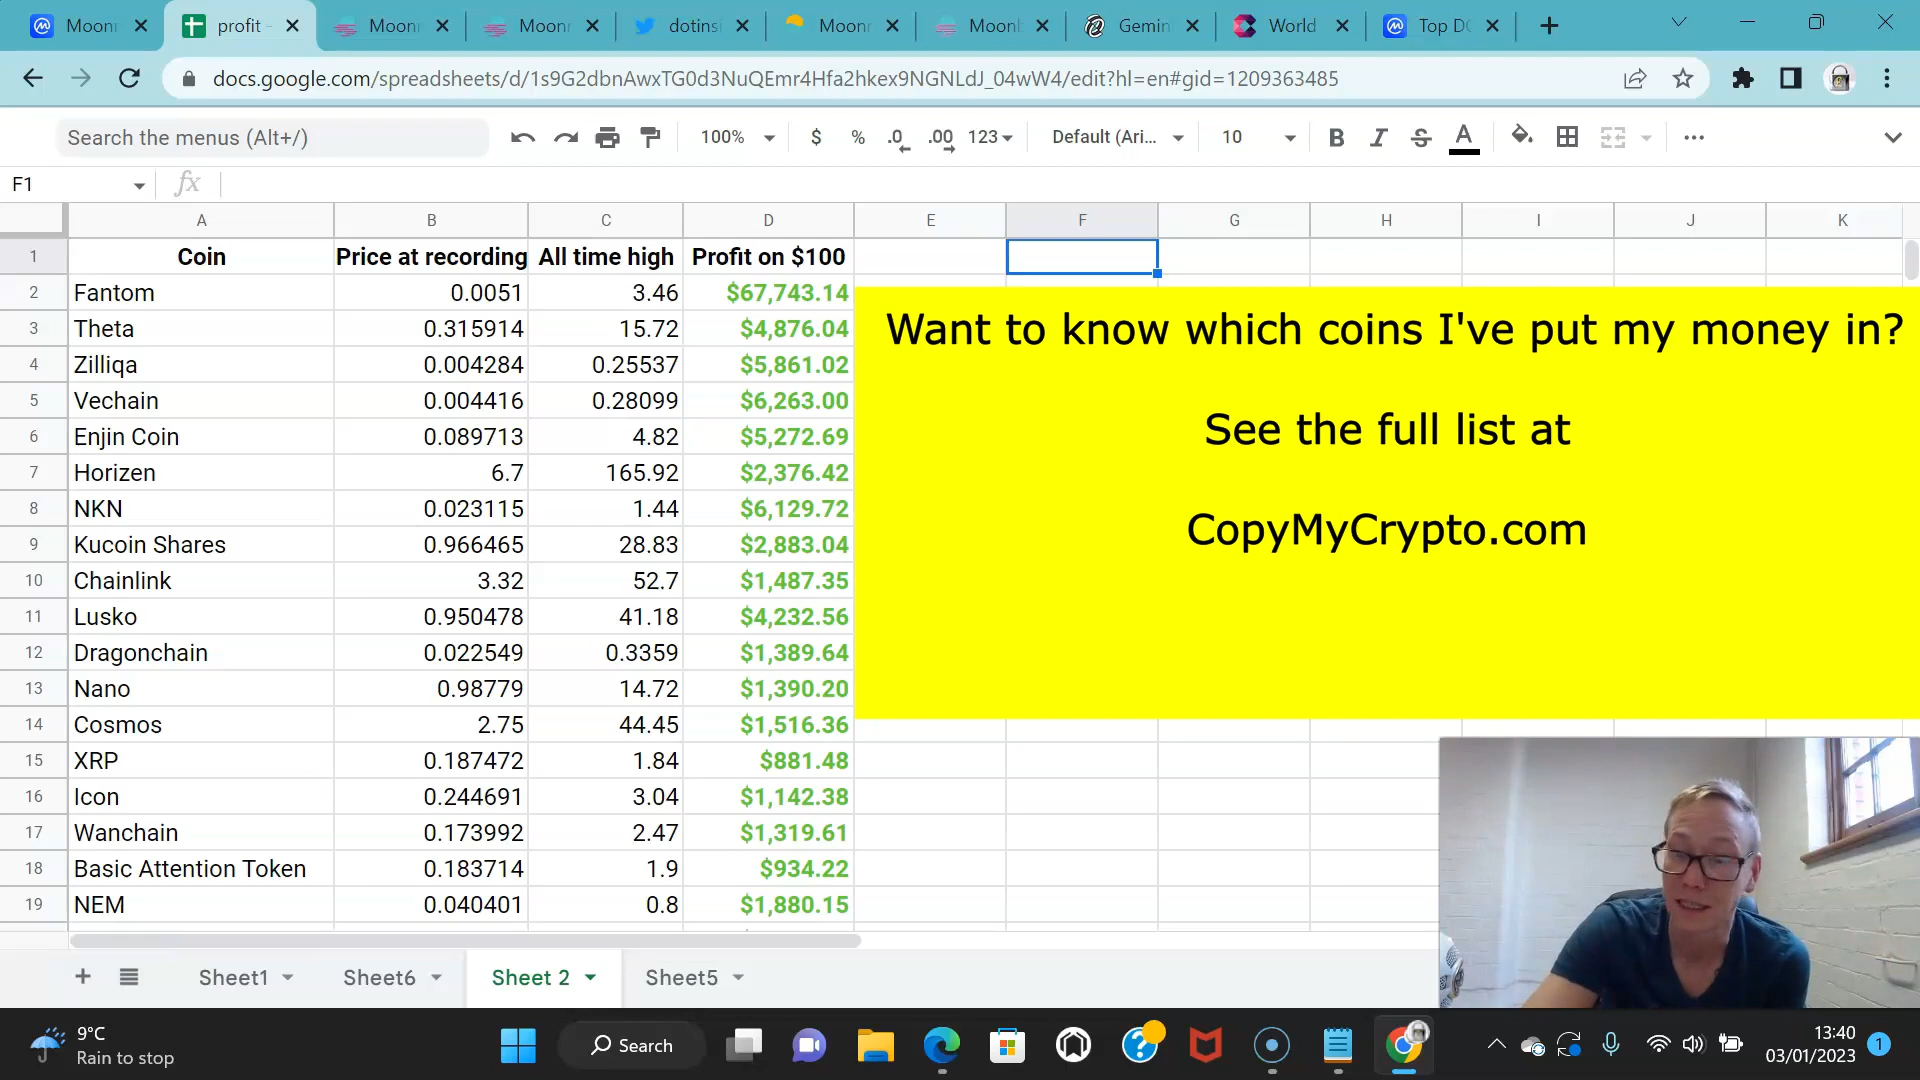 Moonr
profit -
Moonr
Moonr
dotinsi
Moonr
Moonb
Gemin
World
Top DC
docs.google.com/spreadsheets/d/1s9G2dbnAwxTG0d3NuQEmr4Hfa2hkex9NGNLdJ_04wW4/edit?hl=en#gid=1209363485
Search the menus (Alt+/) 100% $ % .0 .00 123 Default (Ari... 10 B I S A
F1 fx
A B C D E F G H I J K
1 Coin Price at recording All time high Profit on $100
2 Fantom 0.0051 3.46 $67,743.14
3 Theta 0.315914 15.72 $4,876.04
4 Zilliqa 0.004284 0.25537 $5,861.02
5 Vechain 0.004416 0.28099 $6,263.00
6 Enjin Coin 0.089713 4.82 $5,272.69
7 Horizen 6.7 165.92 $2,376.42
8 NKN 0.023115 1.44 $6,129.72
9 Kucoin Shares 0.966465 28.83 $2,883.04
10 Chainlink 3.32 52.7 $1,487.35
11 Lusko 0.950478 41.18 $4,232.56
12 Dragonchain 0.022549 0.3359 $1,389.64
13 Nano 0.98779 14.72 $1,390.20
14 Cosmos 2.75 44.45 $1,516.36
15 XRP 0.187472 1.84 $881.48
16 Icon 0.244691 3.04 $1,142.38
17 Wanchain 0.173992 2.47 $1,319.61
18 Basic Attention Token 0.183714 1.9 $934.22
19 NEM 0.040401 0.8 $1,880.15
Want to know which coins I've put my money in?
See the full list at
CopyMyCrypto.com
Sheet1 Sheet6 Sheet 2 Sheet5
9°C
Rain to stop
Search
13:40
03/01/2023
1